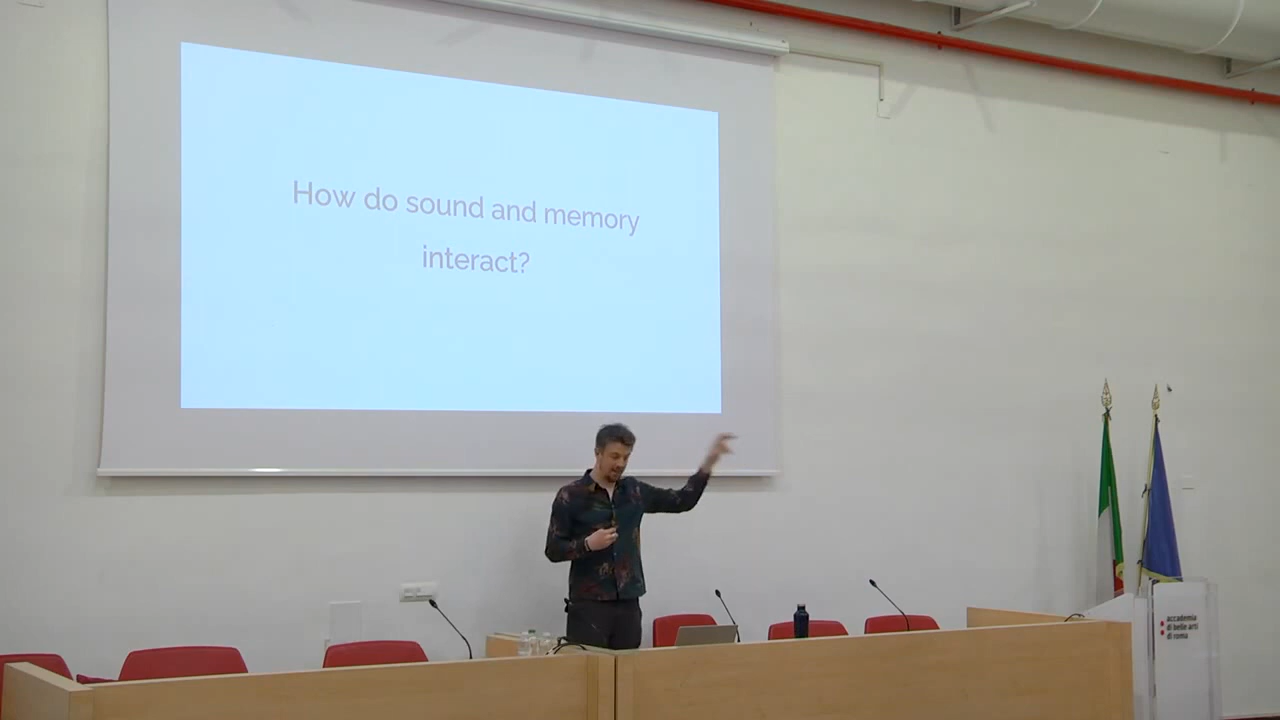 How do sound and memory
interact?
accademia
di belle arti
di roma